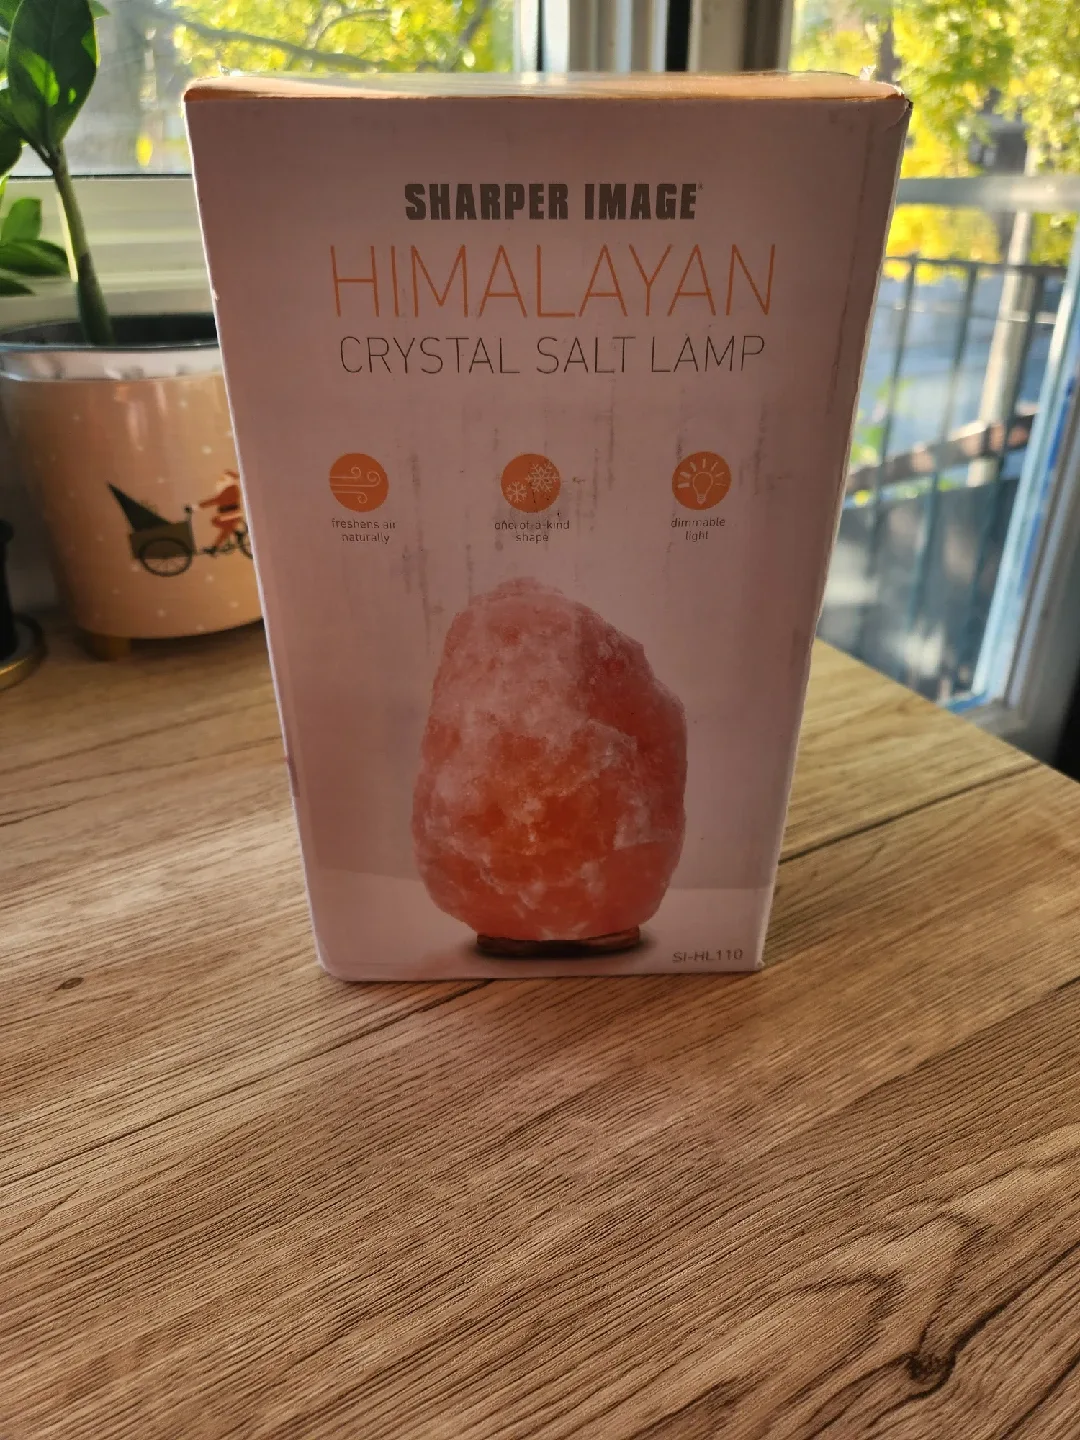 SHARPER IMAGE
HIMALAYAN
CRYSTAL SALT LAMP
freshens air
naturally
one-of-a-kind
shape
dimmable
light
SI-HL110